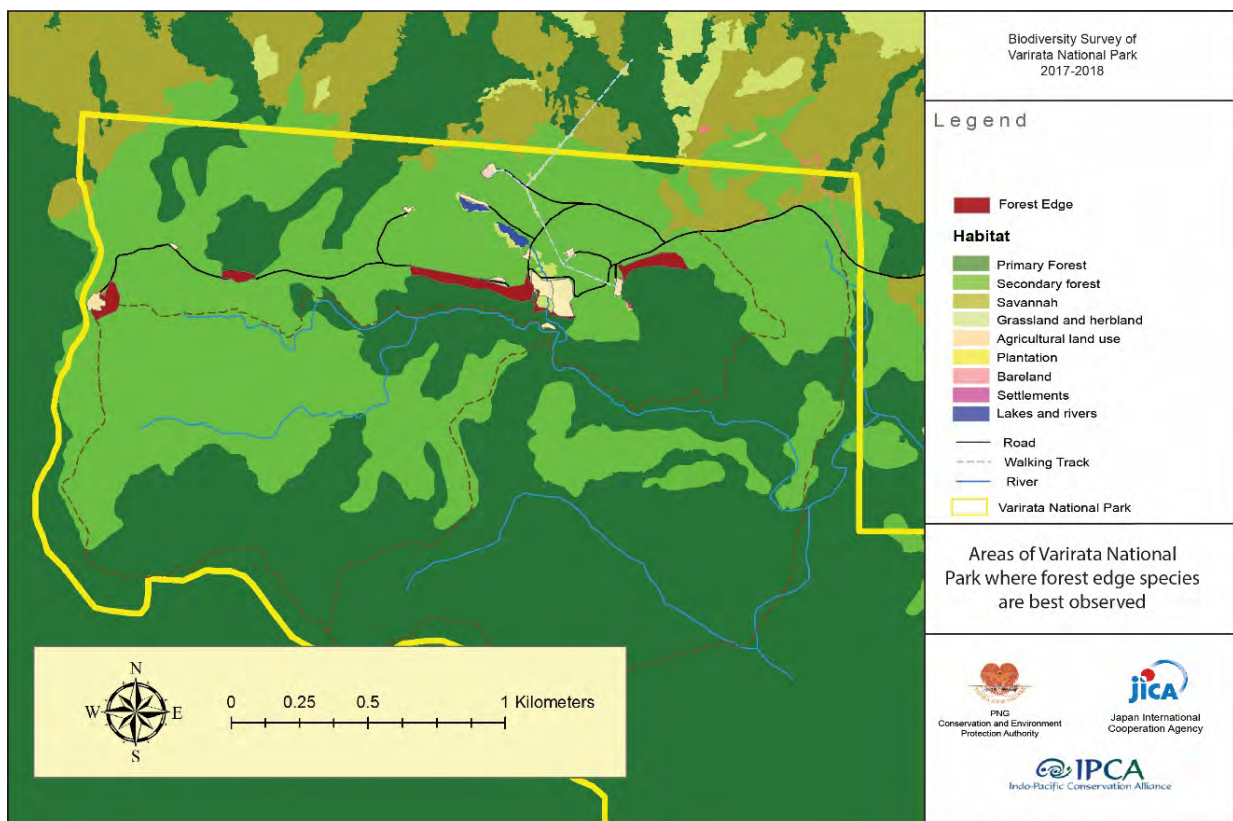 Biodiversity Survey of
Varirata National Park
2017-2018
Legend
Forest Edge
Habitat
Primary Forest
Secondary forest
Savannah
Grassland and herbland
Agricultural land use
Plantation
Bareland
Settlements
Lakes and rivers
Road
Walking Track
River
Varirata National Park
Areas of Varirata National
Park where forest edge species
are best observed
N
W E
S
0 0.25 0.5 1 Kilometers
PNG
Conservation and Environment
Protection Authority
jICA
Japan International
Cooperation Agency
IPCA
Indo-Pacific Conservation Alliance